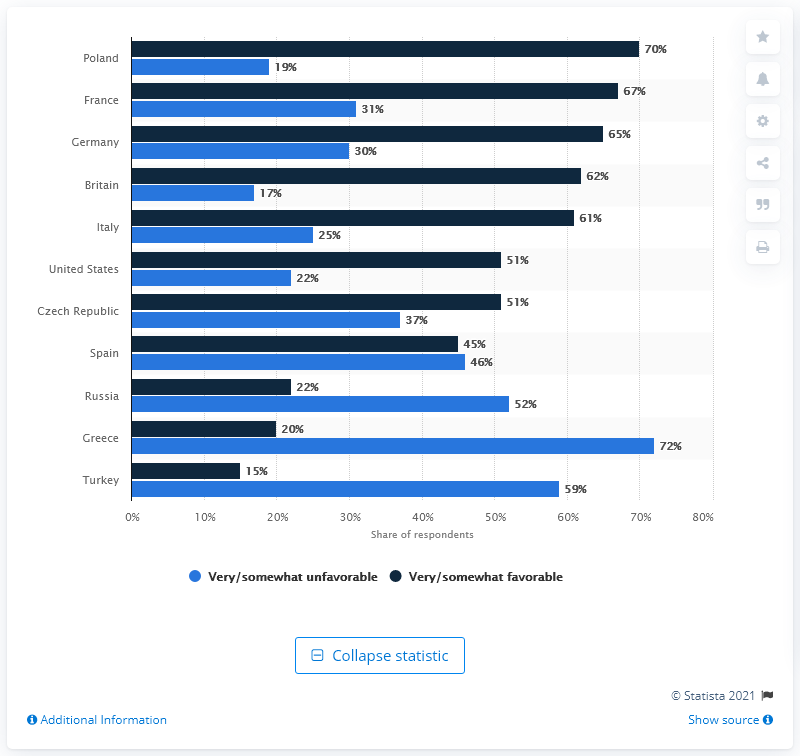 Poland
70%
19%
France
67%
31%
Germany
65%
30%
Britain
62%
17%
Italy
61%
25%
United States
51%
22%
Czech Republic
51%
37%
Spain
45%
46%
Russia
22%
52%
Greece
20%
72%
Turkey
15%
59%
0% 10% 20% 30% 40% 50% 60% 70% 80%
Share of respondents
Very/somewhat unfavorable Very/somewhat favorable
Collapse statistic
© Statista 2021
Additional Information Show source